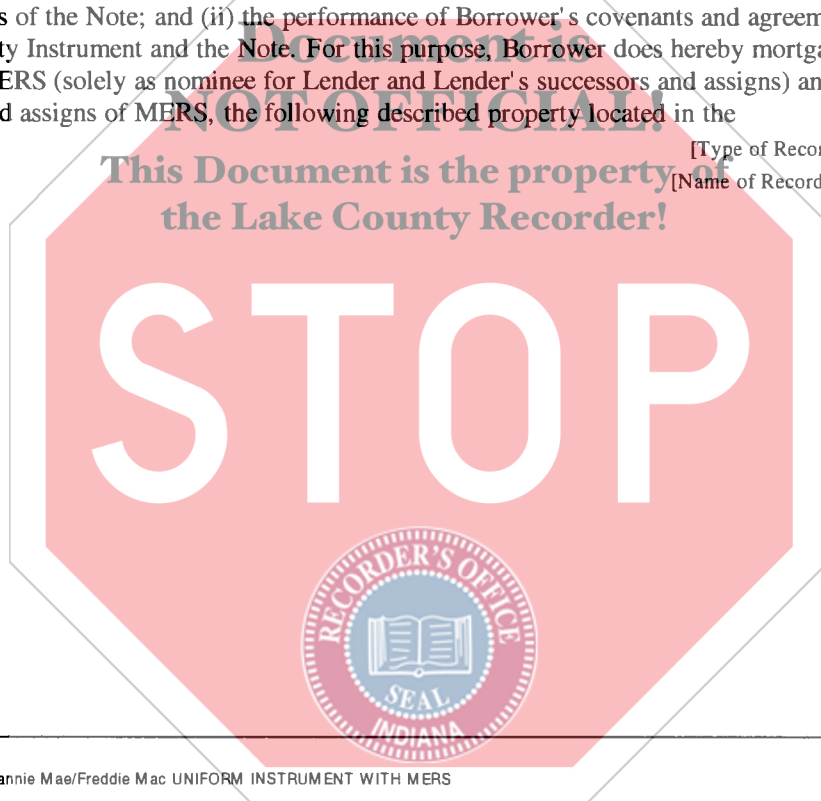 s of the Note; and (ii) the performance of Borrower's covenants and agreem
ty Instrument and the Note. For this purpose, Borrower does hereby mortga
ERS (solely as nominee for Lender and Lender's successors and assigns) an
d assigns of MERS, the following described property located in the
[Type of Recor
[Name of Record
Document is
NOT OFFICIAL!
This Document is the property of
the Lake County Recorder!
STOP
RECORDER'S OFFICE
SEAL
INDIANA
annie Mae/Freddie Mac UNIFORM INSTRUMENT WITH MERS